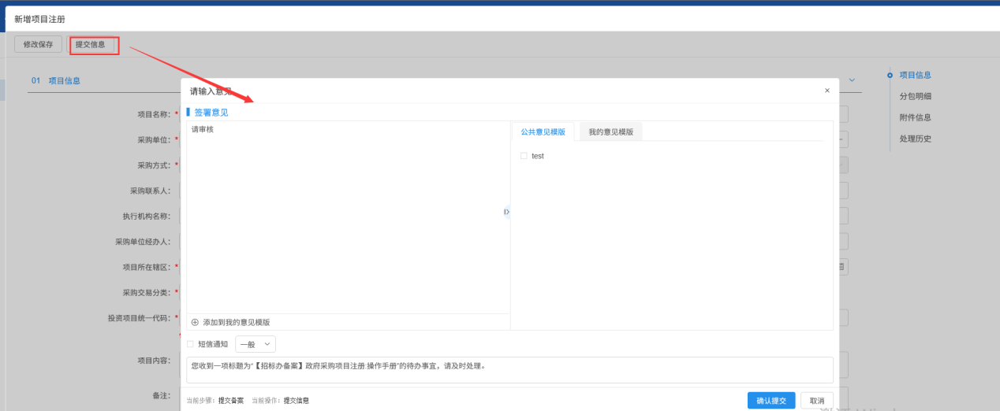 新增项目注册
修改保存 提交信息
01 项目信息
项目信息
分包明细
附件信息
处理历史
项目名称: *
采购单位: *
采购方式: *
采购联系人:
执行机构名称:
采购单位经办人:
项目所在辖区: *
采购交易分类: *
投资项目统一代码: *
项目内容:
备注:
请输入意见 ×
签署意见
请审核
公共意见模版 我的意见模版
test
添加到我的意见模版
短信通知 一般
您收到一项标题为“【招标办备案】政府采购项目注册:操作手册”的待办事宜，请及时处理。
当前步骤: 提交备案 当前操作: 提交信息
确认提交 取消